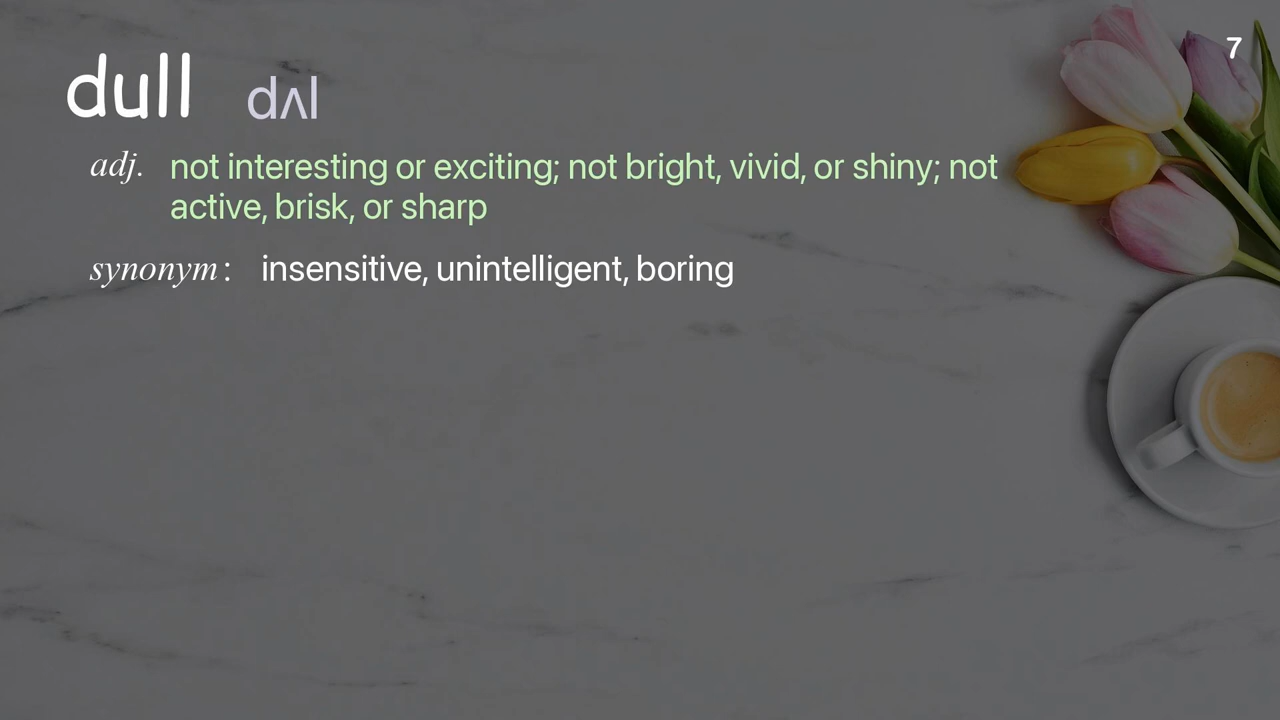 7
dull dʌl
adj. not interesting or exciting; not bright, vivid, or shiny; not
active, brisk, or sharp
synonym: insensitive, unintelligent, boring